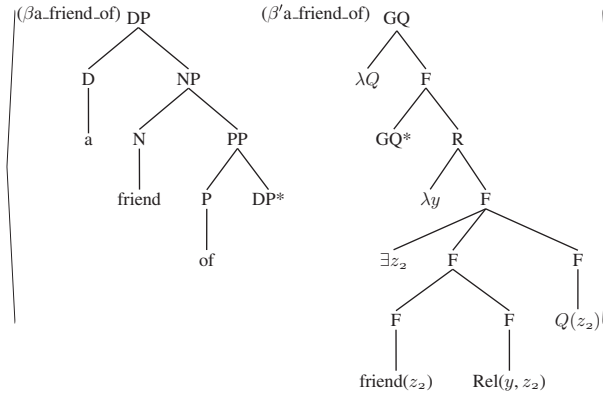 (βa_friend_of) DP (β′a_friend_of) GQ (
D NP λQ F
a N PP GQ* R
friend P DP* λy F
of ∃z₂ F F
F F Q(z₂)(
friend(z₂) Rel(y, z₂)